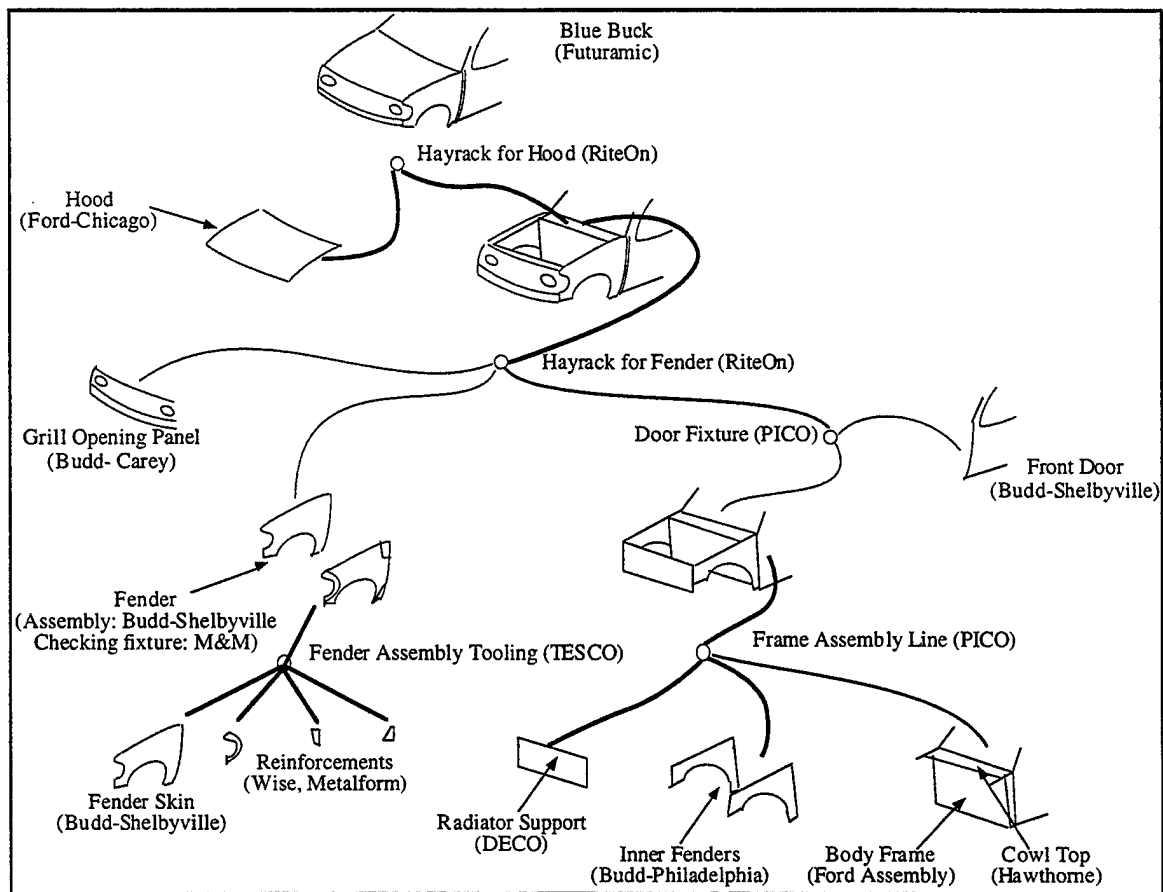 Blue Buck
(Futuramic)
Hayrack for Hood (RiteOn)
Hood
(Ford-Chicago)
Hayrack for Fender (RiteOn)
Grill Opening Panel
(Budd- Carey)
Door Fixture (PICO)
Front Door
(Budd-Shelbyville)
Fender
(Assembly: Budd-Shelbyville
Checking fixture: M&M)
Fender Assembly Tooling (TESCO)
Frame Assembly Line (PICO)
Reinforcements
(Wise, Metalform)
Fender Skin
(Budd-Shelbyville)
Radiator Support
(DECO)
Inner Fenders
(Budd-Philadelphia)
Body Frame
(Ford Assembly)
Cowl Top
(Hawthorne)